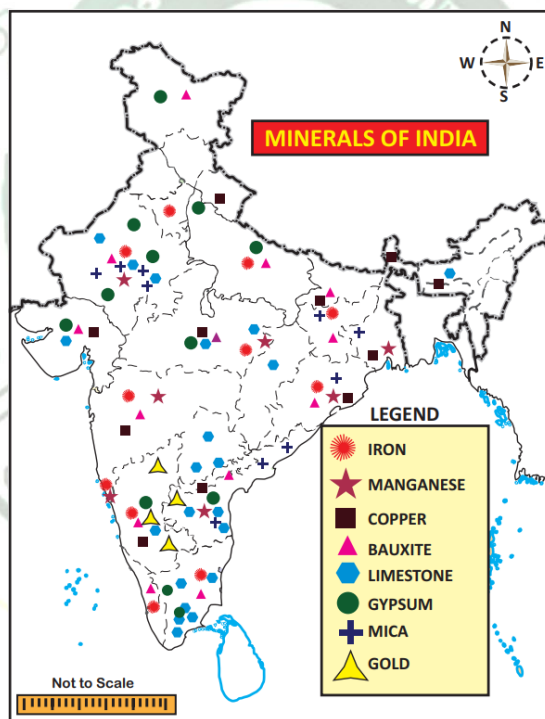 N
W E
S
MINERALS OF INDIA
LEGEND
IRON
MANGANESE
COPPER
BAUXITE
LIMESTONE
GYPSUM
MICA
GOLD
Not to Scale